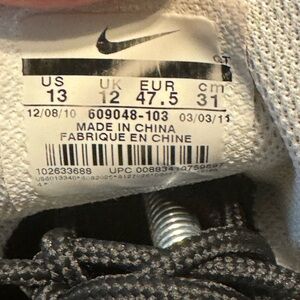 US UK EUR cm
13 12 47.5 31
12/08/10 609048-103 03/03/11
MADE IN CHINA
FABRIQUE EN CHINE
102633688 UPC